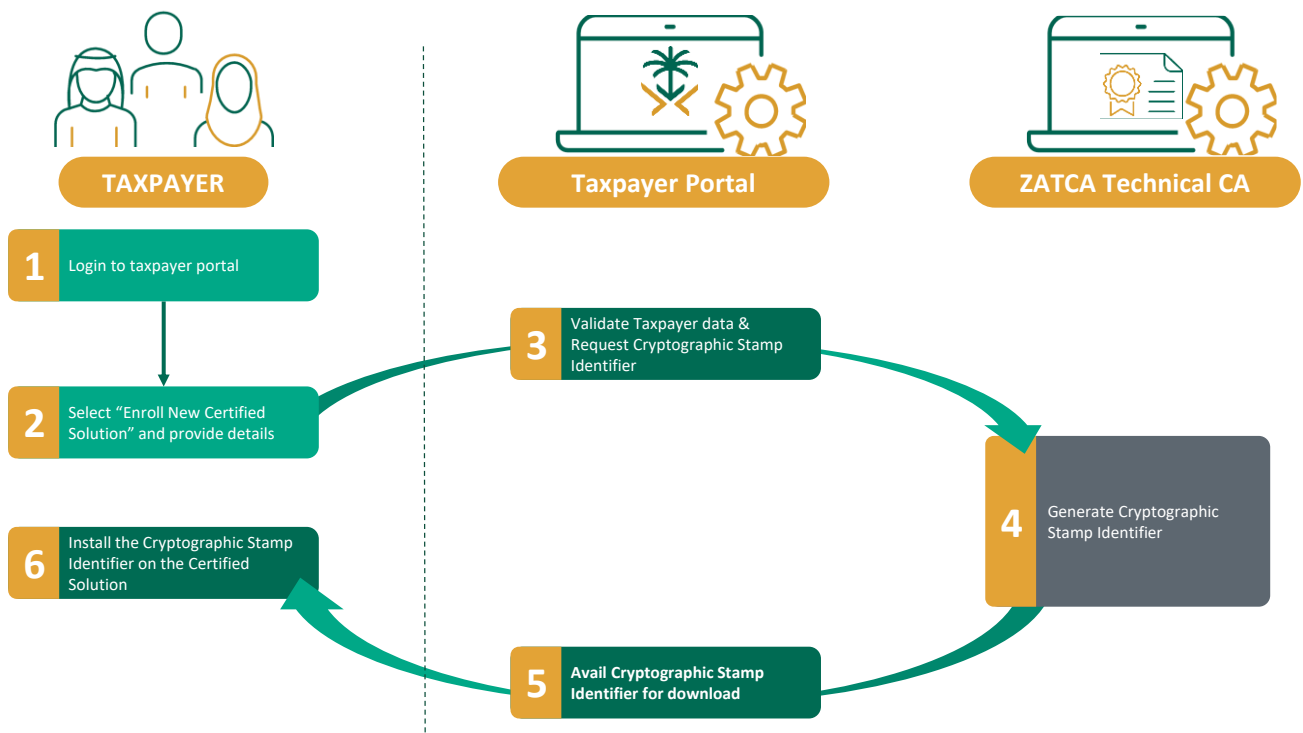 TAXPAYER
Taxpayer Portal
ZATCA Technical CA
1
Login to taxpayer portal
2
Select “Enroll New Certified
Solution” and provide details
3
Validate Taxpayer data &
Request Cryptographic Stamp
Identifier
4
Generate Cryptographic
Stamp Identifier
5
Avail Cryptographic Stamp
Identifier for download
6
Install the Cryptographic Stamp
Identifier on the Certified
Solution